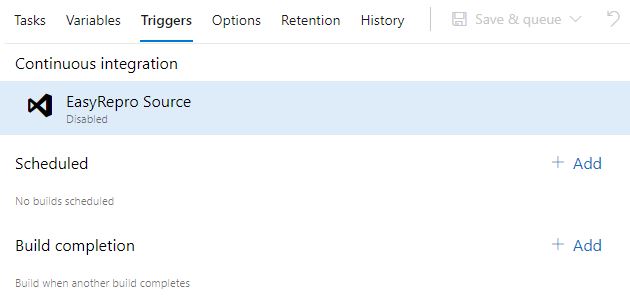 Tasks Variables Triggers Options Retention History Save & queue
Continuous integration
EasyRepro Source
Disabled
Scheduled + Add
No builds scheduled
Build completion + Add
Build when another build completes